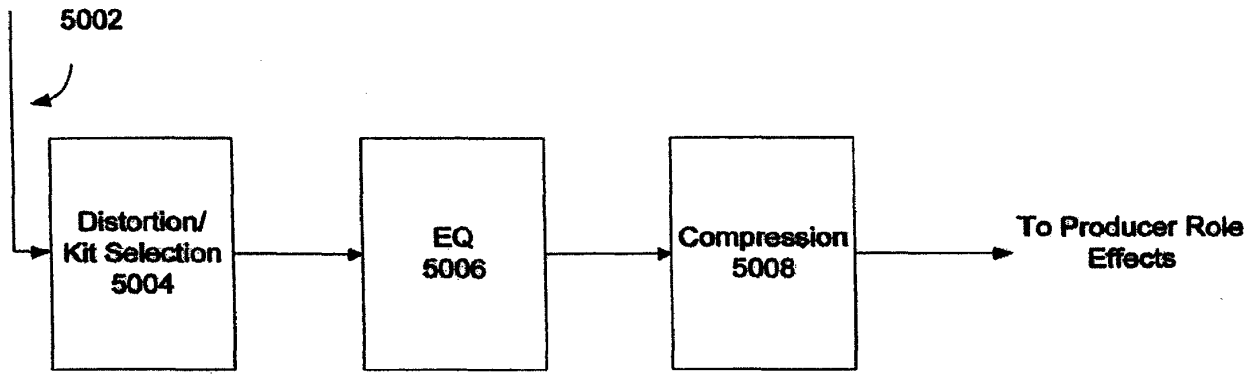 5002
Distortion/
Kit Selection
5004
EQ
5006
Compression
5008
To Producer Role
Effects